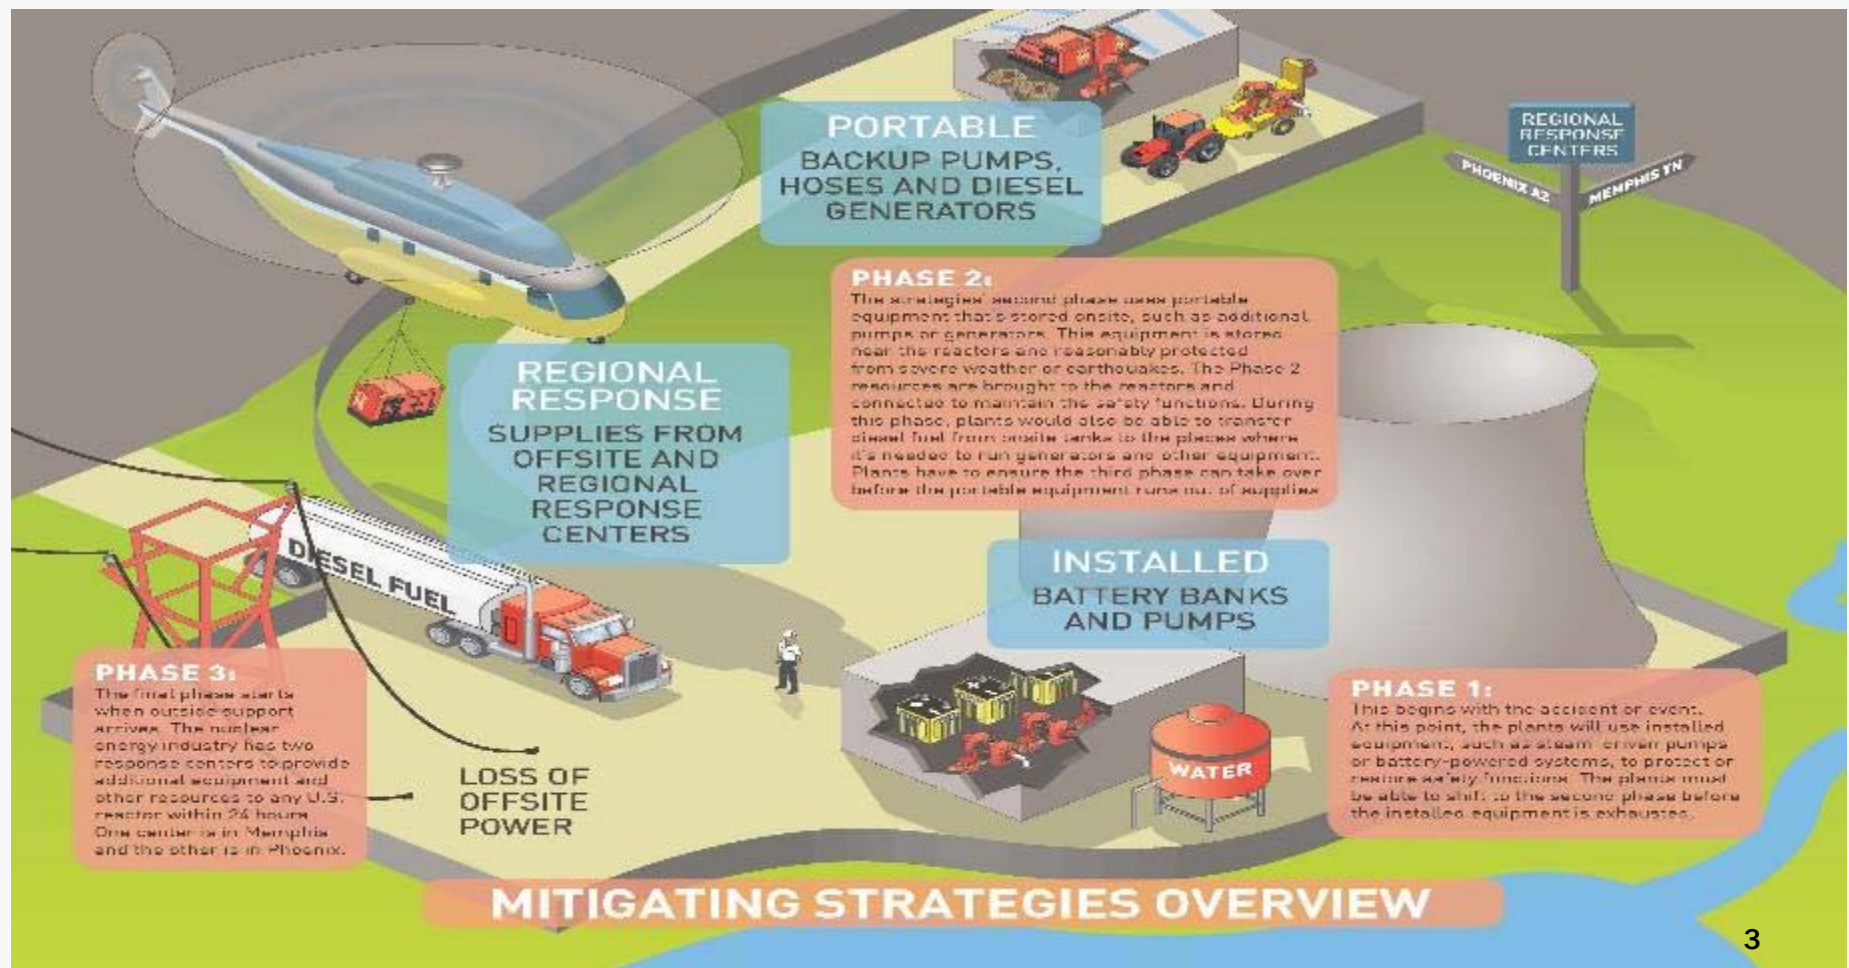 PORTABLE
BACKUP PUMPS,
HOSES AND DIESEL
GENERATORS
REGIONAL
RESPONSE
CENTERS
PHOENIX AZ
MEMPHIS TN
PHASE 2:
The strategies' second phase uses portable
equipment that's stored onsite, such as additional
pumps or generators. This equipment is stored
near the reactors and reasonably protected
from severe weather or earthquakes. The Phase 2
resources are brought to the reactors and
connected to maintain the safety functions. During
this phase, plants would also be able to transfer
diesel fuel from onsite tanks to the places where
it's needed to run generators and other equipment.
Plants have to ensure the third phase can take over
before the portable equipment runs out of supplies
REGIONAL
RESPONSE
SUPPLIES FROM
OFFSITE AND
REGIONAL
RESPONSE
CENTERS
DIESEL FUEL
INSTALLED
BATTERY BANKS
AND PUMPS
WATER
PHASE 3:
The final phase starts
when outside support
arrives. The nuclear
energy industry has two
response centers to provide
additional equipment and
other resources to any U.S.
reactor within 24 hours
One center is in Memphis
and the other is in Phoenix.
LOSS OF
OFFSITE
POWER
PHASE 1:
This begins with the accident or event.
At this point, the plants will use installed
equipment, such as steam-driven pumps
or battery-powered systems, to protect or
restore safety functions. The plants must
be able to shift to the second phase before
the installed equipment is exhausted.
MITIGATING STRATEGIES OVERVIEW
3